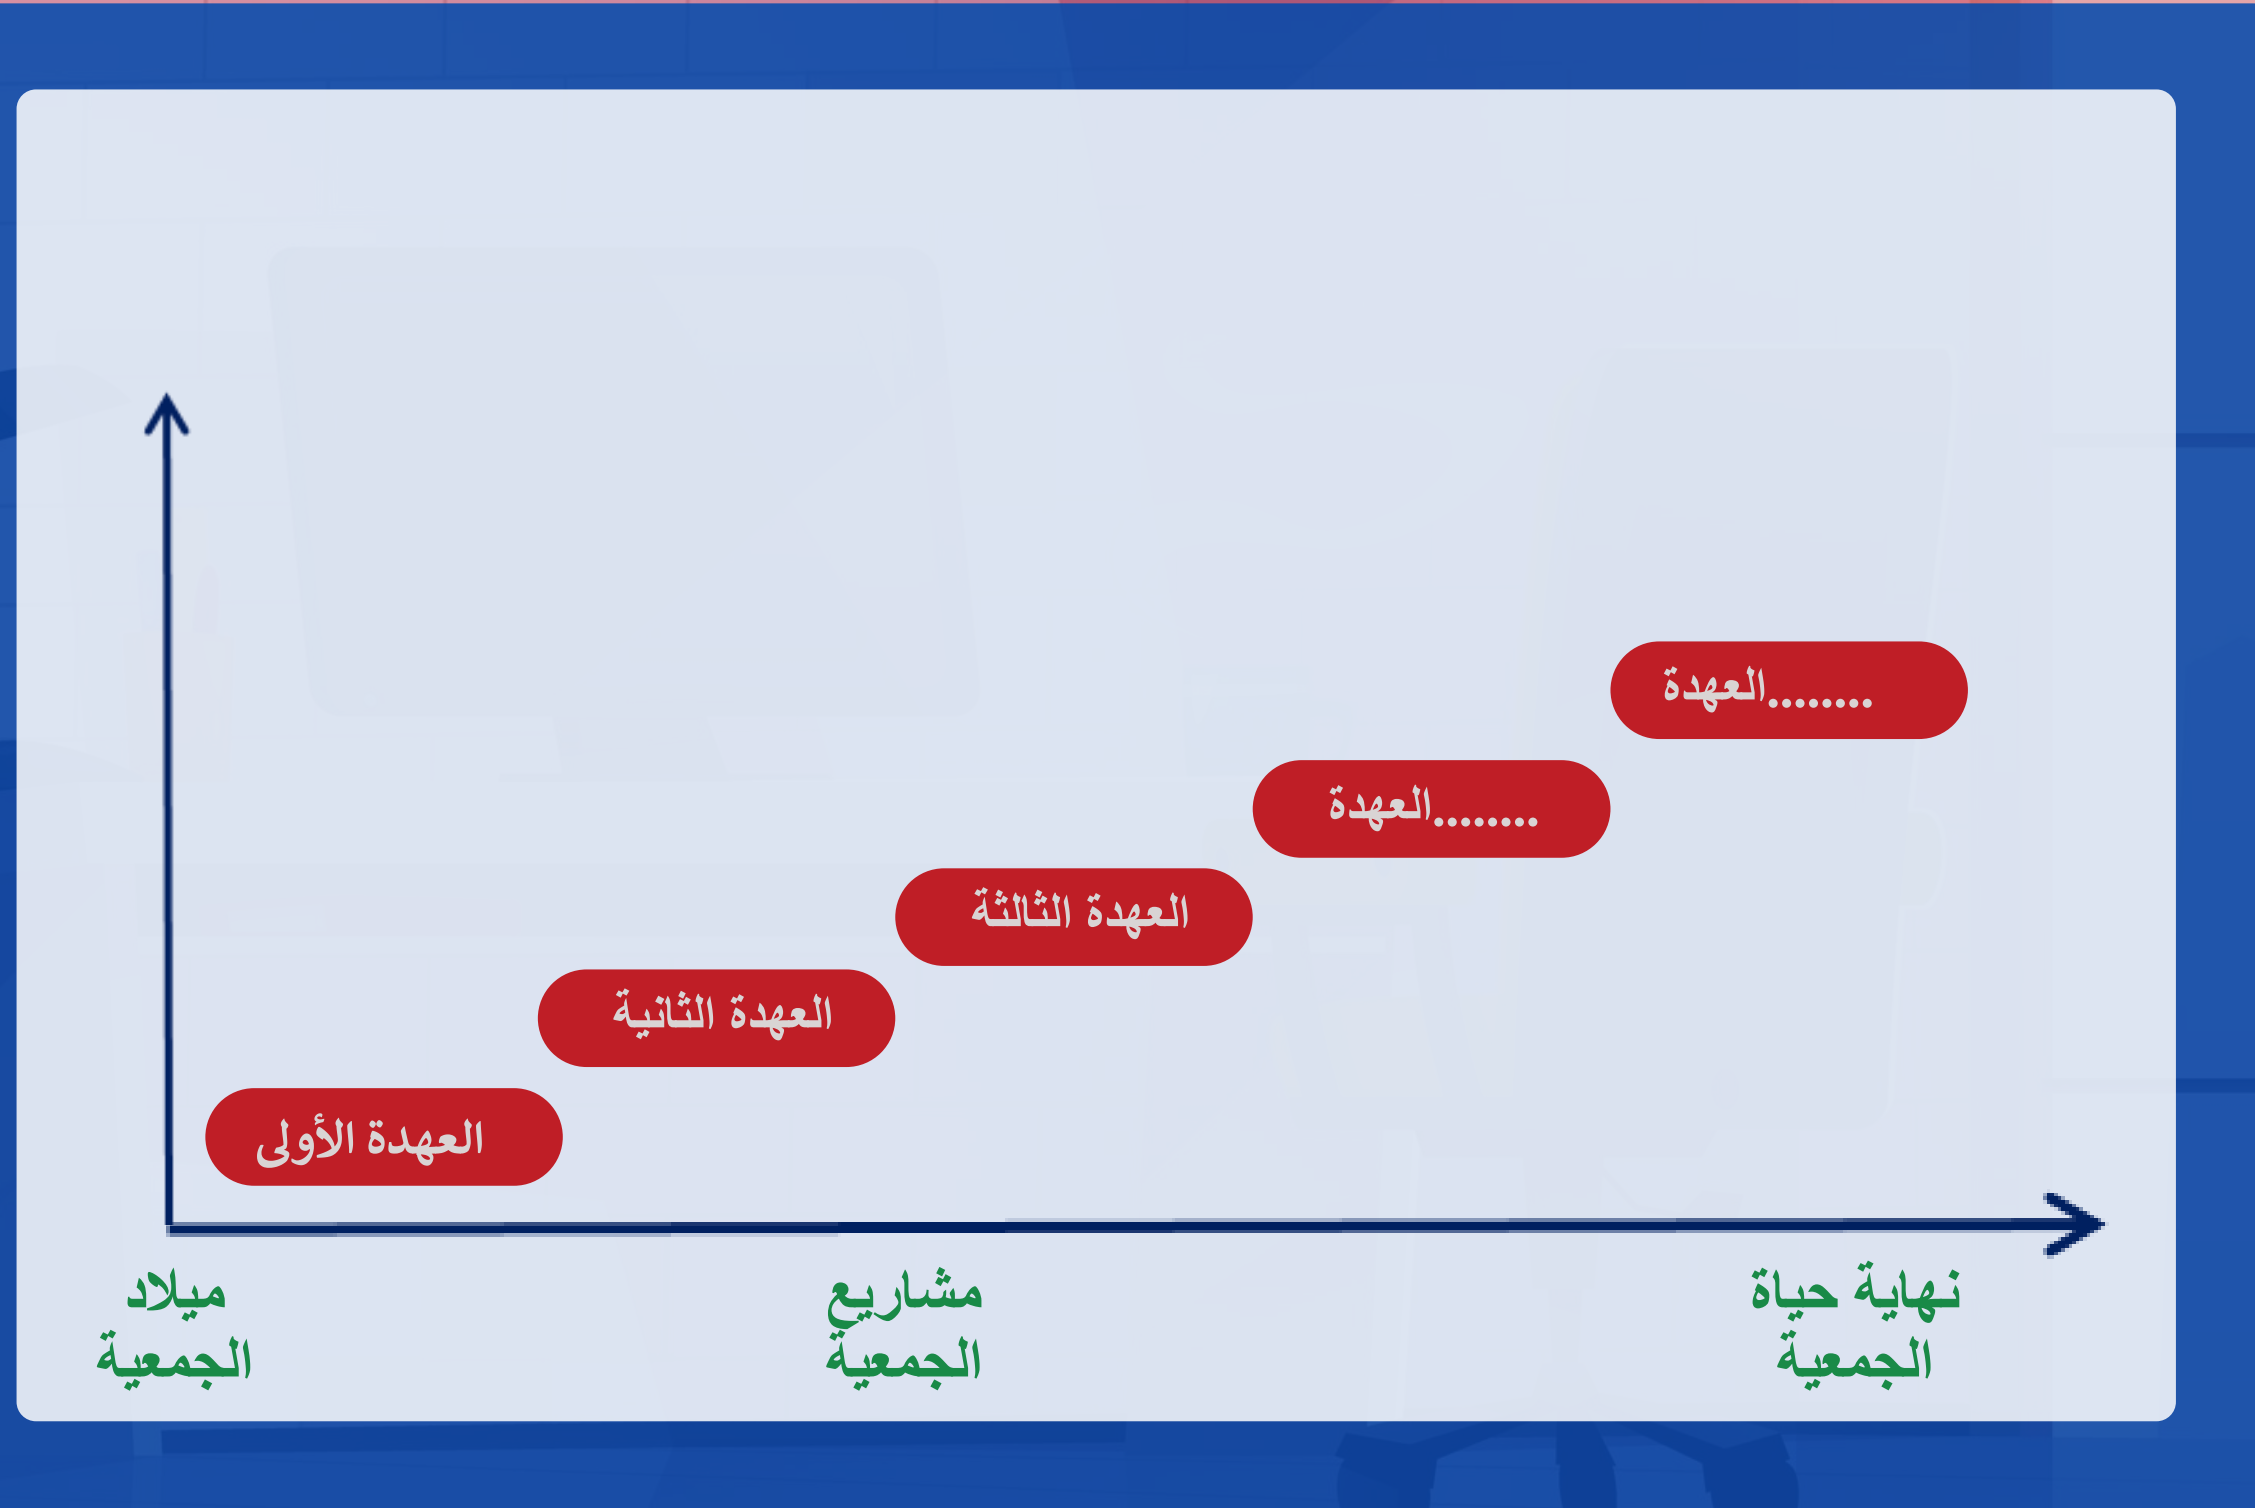 العهدة........
العهدة........
العهدة الثالثة
العهدة الثانية
العهدة الأولى
نهاية حياة
الجمعية
مشاريع
الجمعية
ميلاد
الجمعية